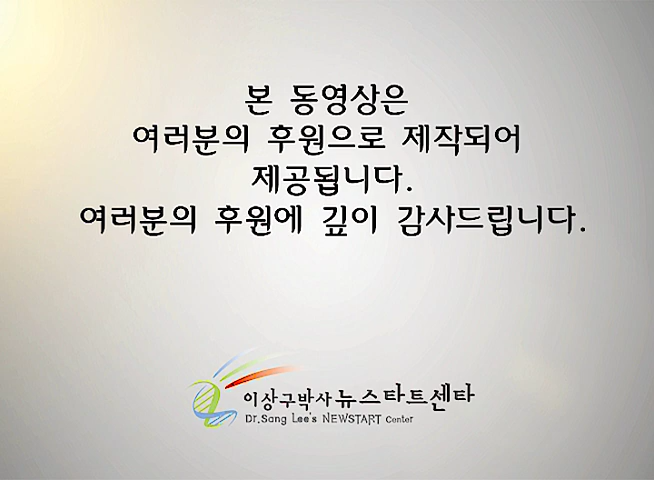 본 동영상은
여러분의 후원으로 제작되어
제공됩니다.
여러분의 후원에 깊이 감사드립니다.
이상구박사 뉴스타트센타
Dr.Sang Lee's NEWSTART Center